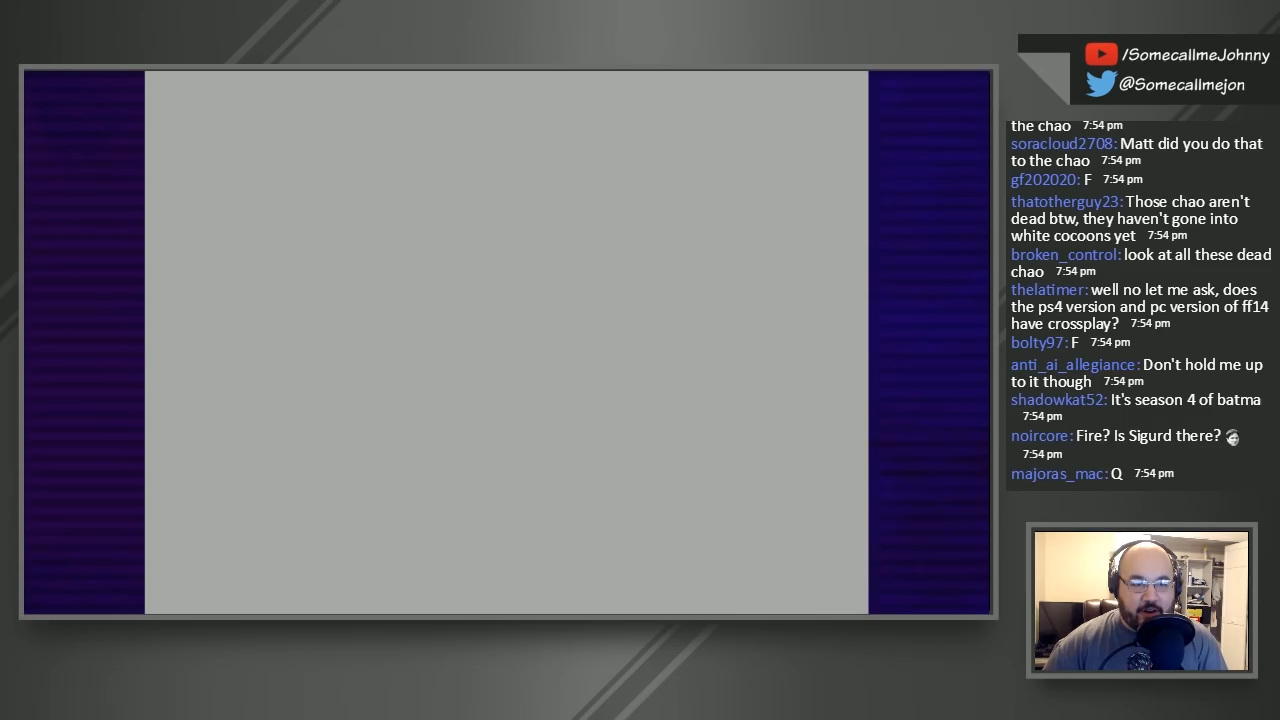 /SomecallmeJohnny
@Somecallmejon
the chao 7:54 pm
soracloud2708: Matt did you do that
to the chao 7:54 pm
gf202020: F 7:54 pm
thatotherguy23: Those chao aren't
dead btw, they haven't gone into
white cocoons yet 7:54 pm
broken_control: look at all these dead
chao 7:54 pm
thelatimer: well no let me ask, does
the ps4 version and pc version of ff14
have crossplay? 7:54 pm
bolty97: F 7:54 pm
anti_ai_allegiance: Don't hold me up
to it though 7:54 pm
shadowkat52: It's season 4 of batma
7:54 pm
noircore: Fire? Is Sigurd there?
7:54 pm
majoras_mac: Q 7:54 pm